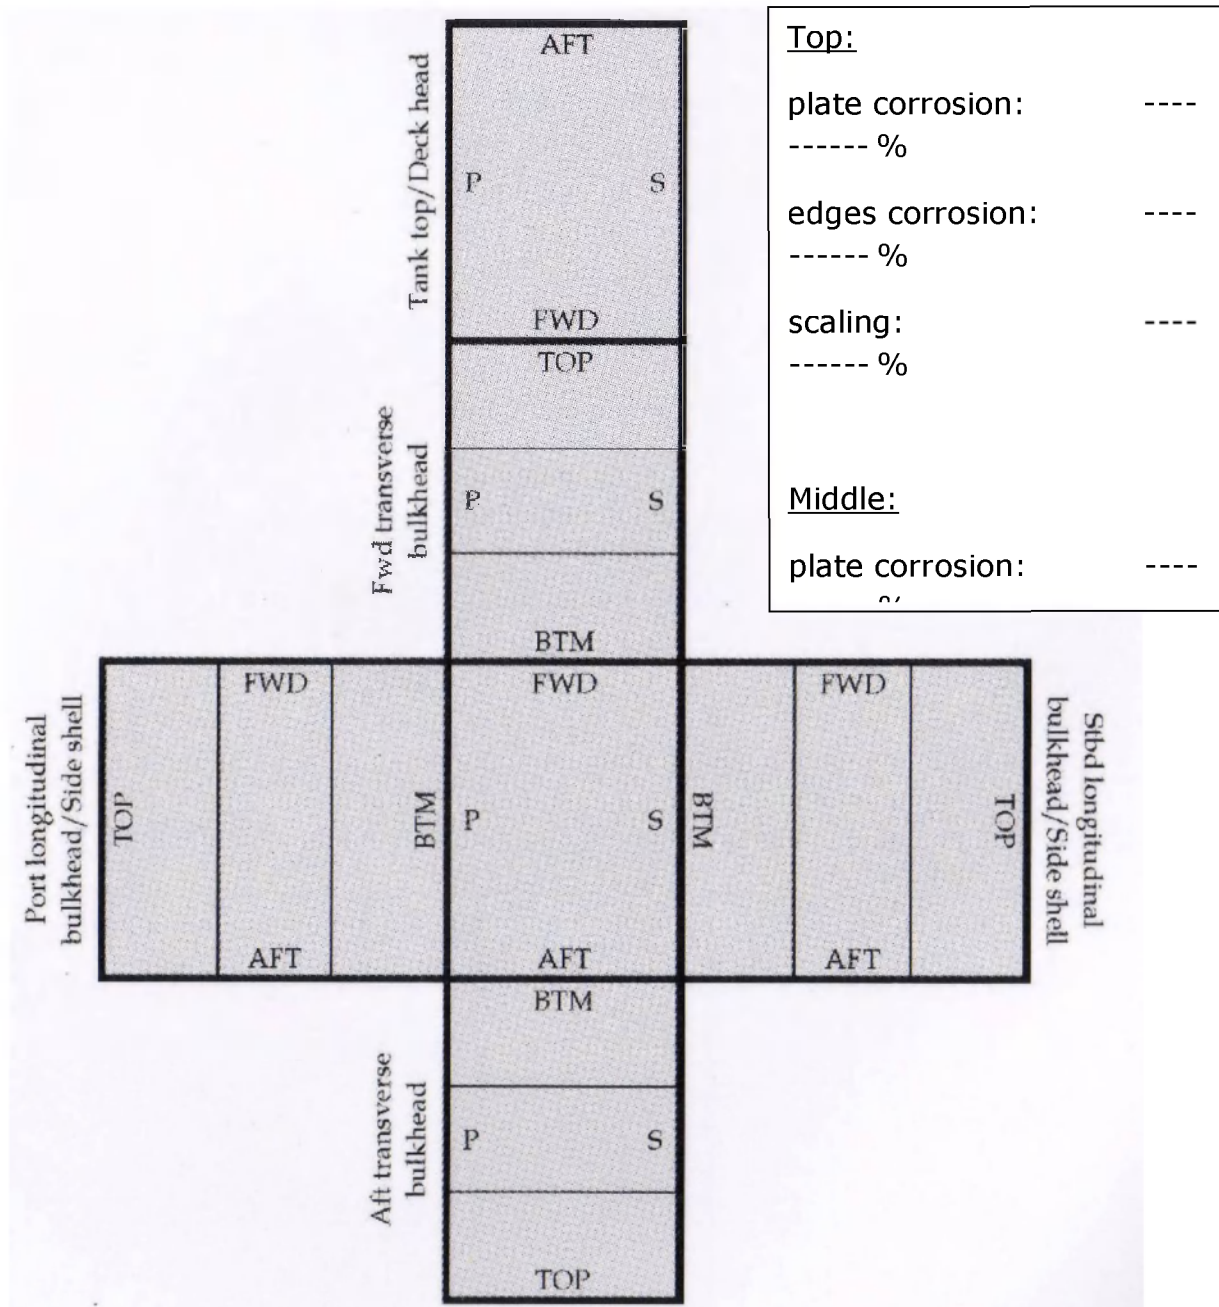 AFT
P S
FWD
Tank top/Deck head
TOP
P S
BTM
Fwd transverse
bulkhead
FWD
P S
AFT
Port longitudinal
bulkhead/Side shell
TOP
FWD
AFT
BTM
BTM
FWD
AFT
TOP
Stbd longitudinal
bulkhead/Side shell
BTM
P S
TOP
Aft transverse
bulkhead
Top:
plate corrosion: ----
------ %
edges corrosion: ----
------ %
scaling: ----
------ %
Middle:
plate corrosion: ----